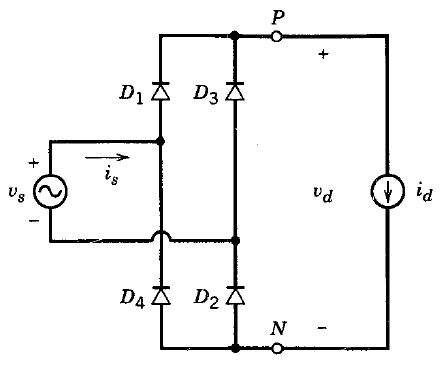 P
+
D1 D3
+
is
vs
vd
id
−
D4 D2
N −